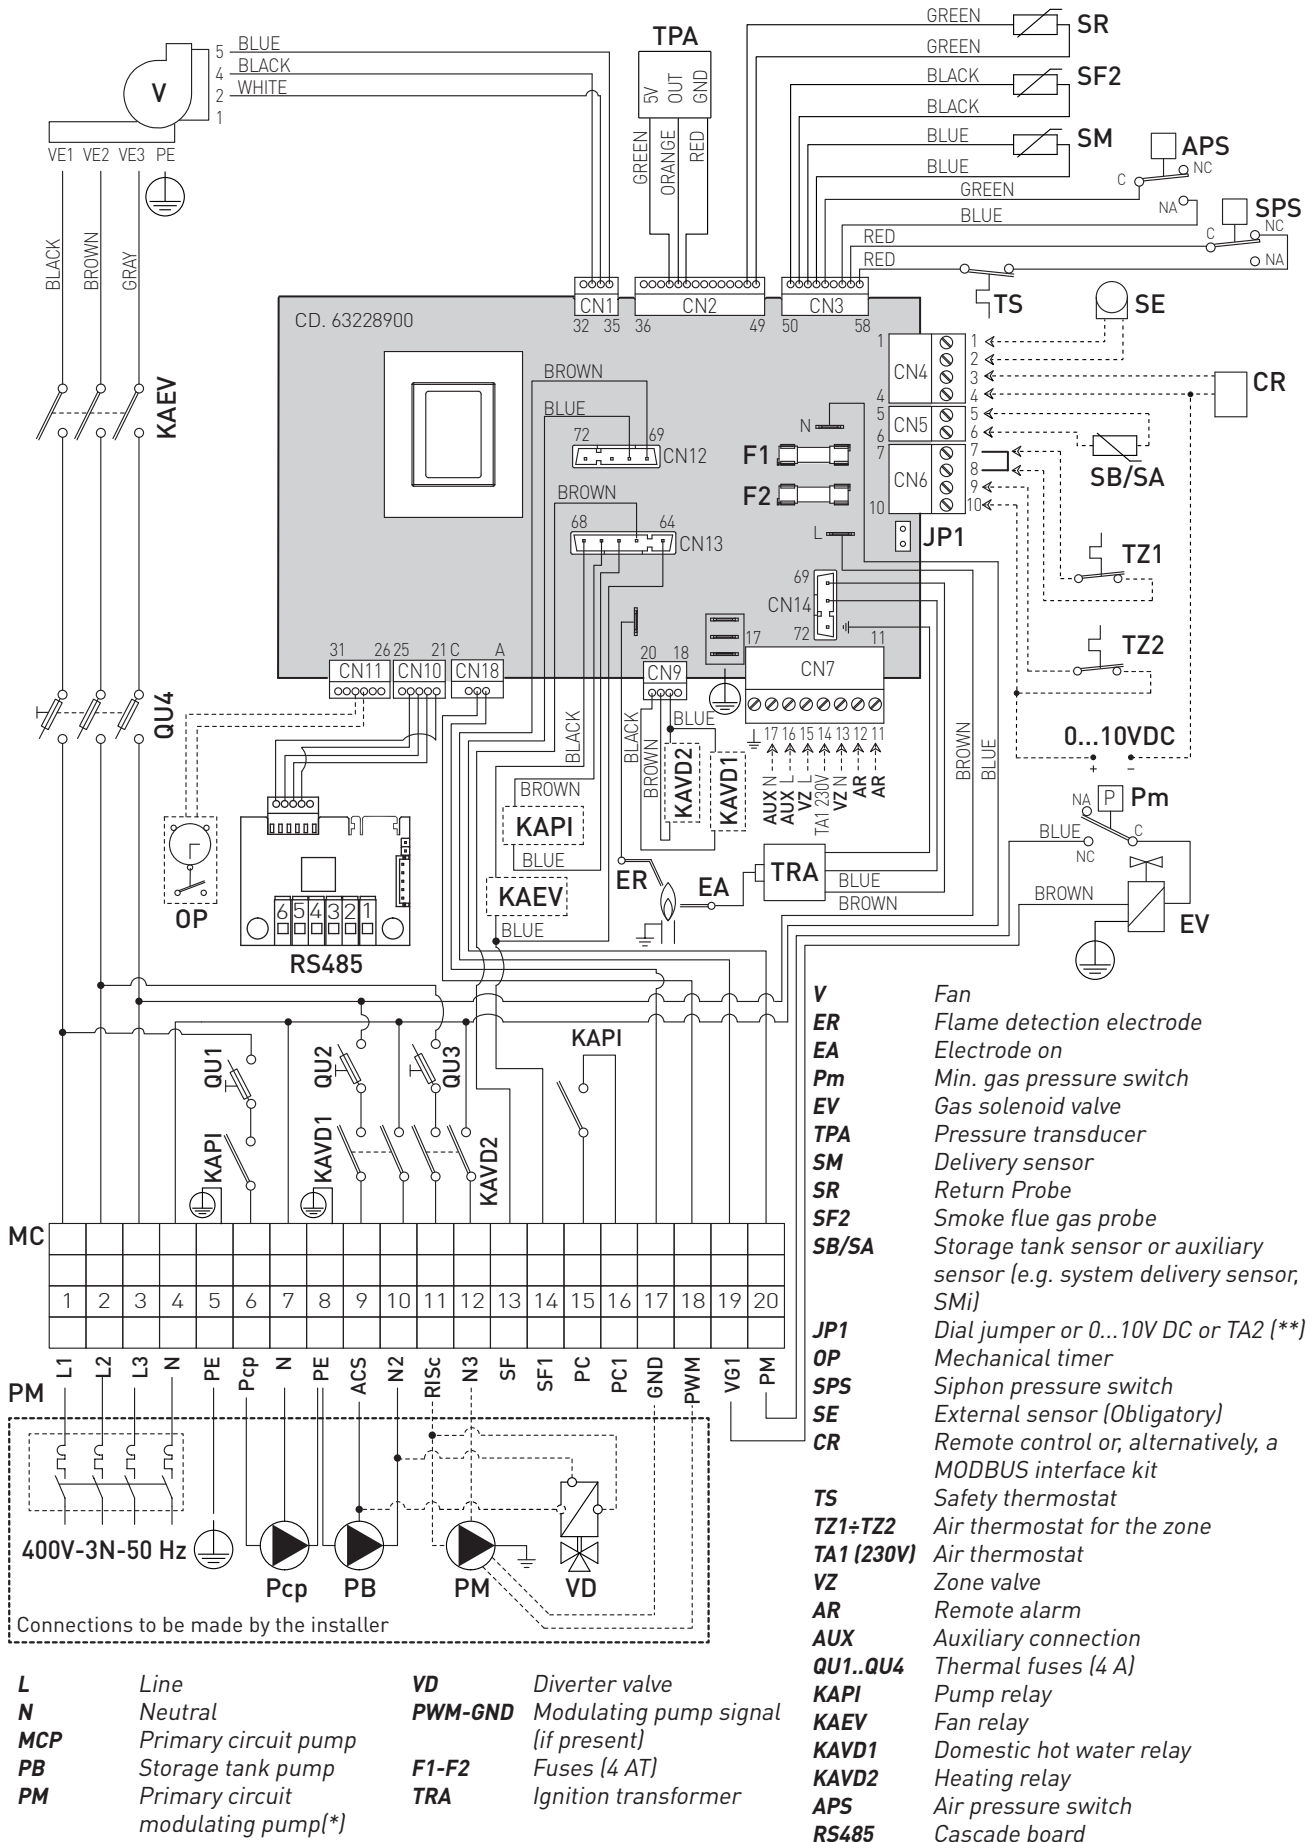 GREEN
SR
GREEN
BLACK
SF2
BLACK
BLUE
SM
BLUE
GREEN
BLUE
RED
RED
APS
C
NC
NA
SPS
C
NC
NA
TS
TPA
5V
OUT
GND
GREEN
ORANGE
RED
V
5 BLUE
4 BLACK
2 WHITE
1
VE1 VE2 VE3 PE
BLACK
BROWN
GRAY
KAEV
QU4
CD. 63228900
CN1
32 35
CN2
36 49
CN3
50 58
SE
CR
SB/SA
TZ1
TZ2
1 CN4 1
2
3
4 4
5 CN5 5
6 6
7 CN6 7
8
9
10 10
JP1
0...10VDC
+ -
BROWN
BLUE
72 69
CN12
BROWN
68 64
CN13
N
F1
F2
L
69
CN14
72
31 26
CN11
25 21
CN10
C A
CN18
20 18
CN9
17 11
CN7
17 16 15 14 13 12 11
AUX N
AUX L
VZ L
TA1 230V
VZ N
AR
AR
BLACK
BROWN
KAPI
BLUE
KAEV
BLUE
BLACK
BROWN
BLUE
KAVD2
KAVD1
BROWN
BLUE
NA P Pm
BLUE
C
NC
BROWN
EV
ER
EA
TRA
BLUE
BROWN
OP
6 5 4 3 2 1
RS485
QU1
QU2
QU3
KAPI
KAPI
KAVD1
KAVD2
MC
1 2 3 4 5 6 7 8 9 10 11 12 13 14 15 16 17 18 19 20
L1 L2 L3 N PE Pcp N PE ACS N2 RISc N3 SF SF1 PC PC1 GND PWM VG1 PM
PM
400V-3N-50 Hz
Pcp
PB
PM
VD
Connections to be made by the installer
V Fan
ER Flame detection electrode
EA Electrode on
Pm Min. gas pressure switch
EV Gas solenoid valve
TPA Pressure transducer
SM Delivery sensor
SR Return Probe
SF2 Smoke flue gas probe
SB/SA Storage tank sensor or auxiliary
sensor (e.g. system delivery sensor,
SMi)
JP1 Dial jumper or 0...10V DC or TA2 (**)
OP Mechanical timer
SPS Siphon pressure switch
SE External sensor (Obligatory)
CR Remote control or, alternatively, a
MODBUS interface kit
TS Safety thermostat
TZ1÷TZ2 Air thermostat for the zone
TA1 (230V) Air thermostat
VZ Zone valve
AR Remote alarm
AUX Auxiliary connection
QU1..QU4 Thermal fuses (4 A)
KAPI Pump relay
KAEV Fan relay
KAVD1 Domestic hot water relay
KAVD2 Heating relay
APS Air pressure switch
RS485 Cascade board
L Line
N Neutral
MCP Primary circuit pump
PB Storage tank pump
PM Primary circuit
modulating pump(*)
VD Diverter valve
PWM-GND Modulating pump signal
(if present)
F1-F2 Fuses (4 AT)
TRA Ignition transformer